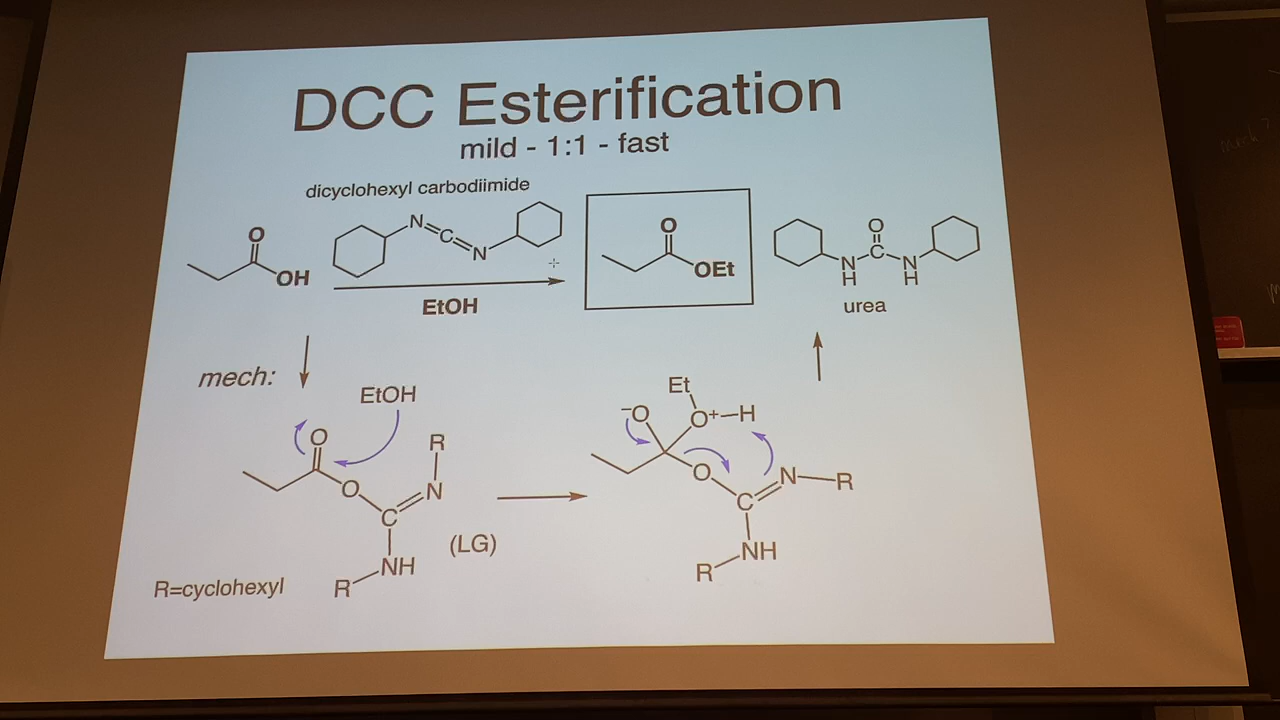 DCC Esterification
mild - 1:1 - fast
dicyclohexyl carbodiimide
O
OH
N=C=N
EtOH
O
OEt
O
N C N
H H
urea
mech:
EtOH
O
O
R
N
C
NH
R
(LG)
R=cyclohexyl
Et
−O
O+−H
O
N−R
C
NH
R